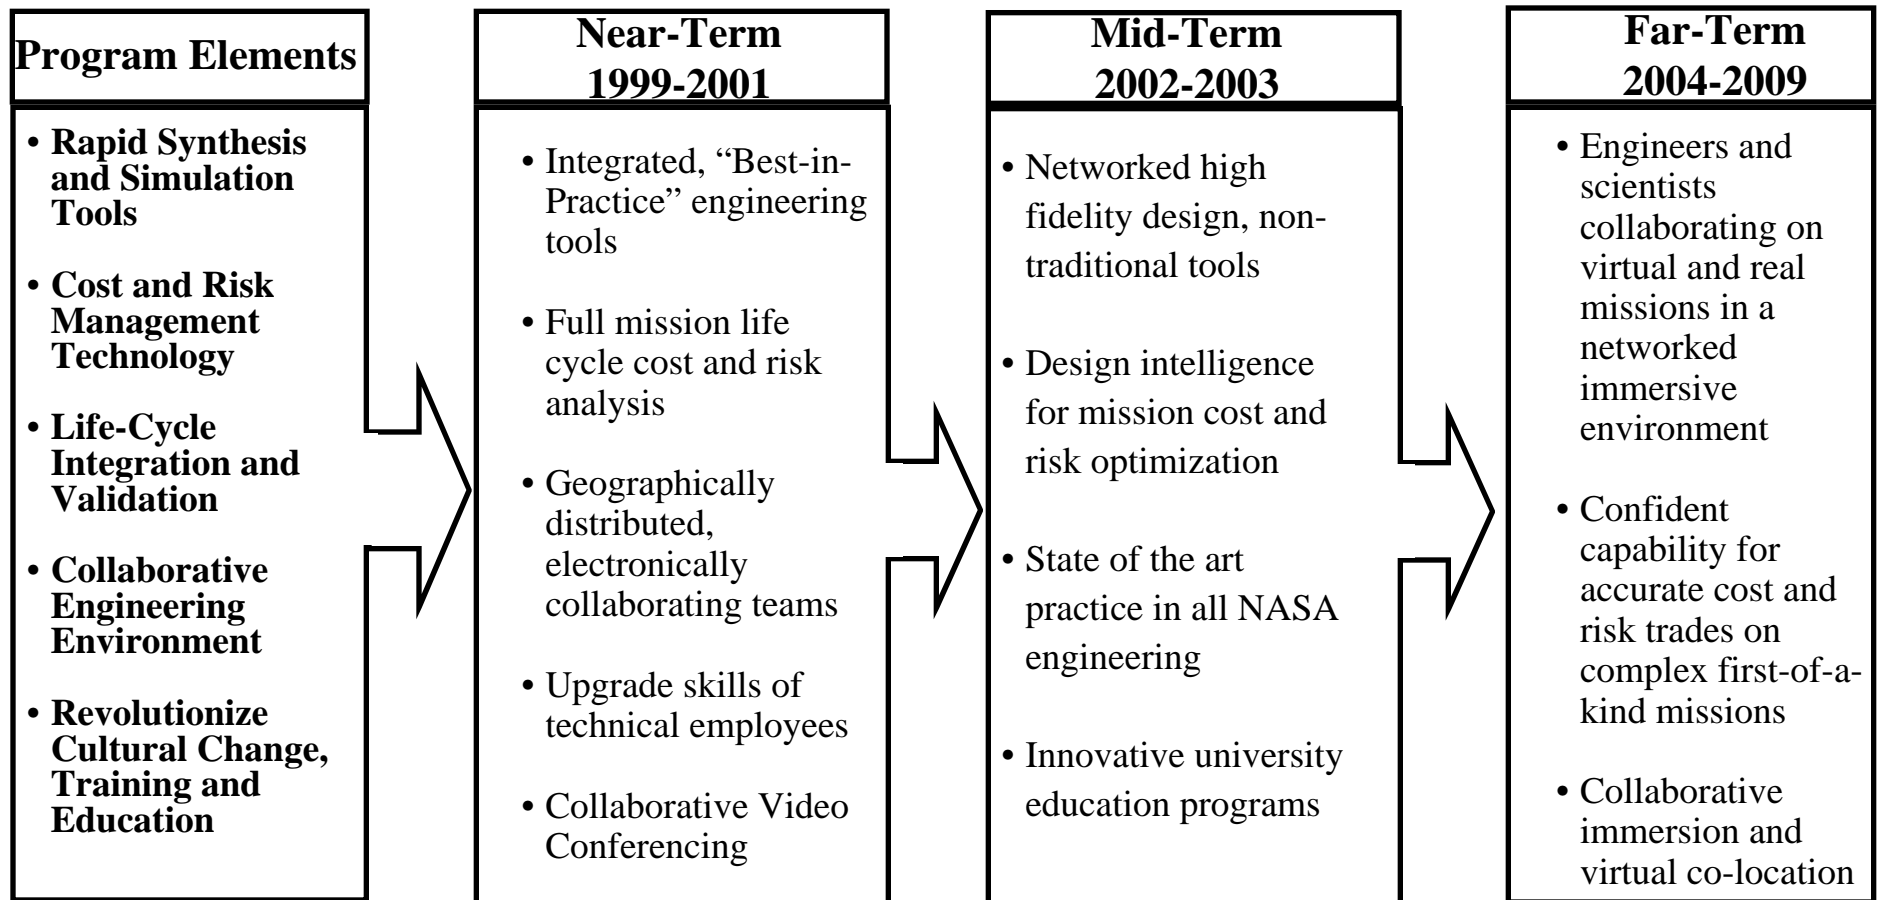 Program Elements
• Rapid Synthesis
and Simulation
Tools
• Cost and Risk
Management
Technology
• Life-Cycle
Integration and
Validation
• Collaborative
Engineering
Environment
• Revolutionize
Cultural Change,
Training and
Education
Near-Term
1999-2001
• Integrated, “Best-in-
Practice” engineering
tools
• Full mission life
cycle cost and risk
analysis
• Geographically
distributed,
electronically
collaborating teams
• Upgrade skills of
technical employees
• Collaborative Video
Conferencing
Mid-Term
2002-2003
• Networked high
fidelity design, non-
traditional tools
• Design intelligence
for mission cost and
risk optimization
• State of the art
practice in all NASA
engineering
• Innovative university
education programs
Far-Term
2004-2009
• Engineers and
scientists
collaborating on
virtual and real
missions in a
networked
immersive
environment
• Confident
capability for
accurate cost and
risk trades on
complex first-of-a-
kind missions
• Collaborative
immersion and
virtual co-location